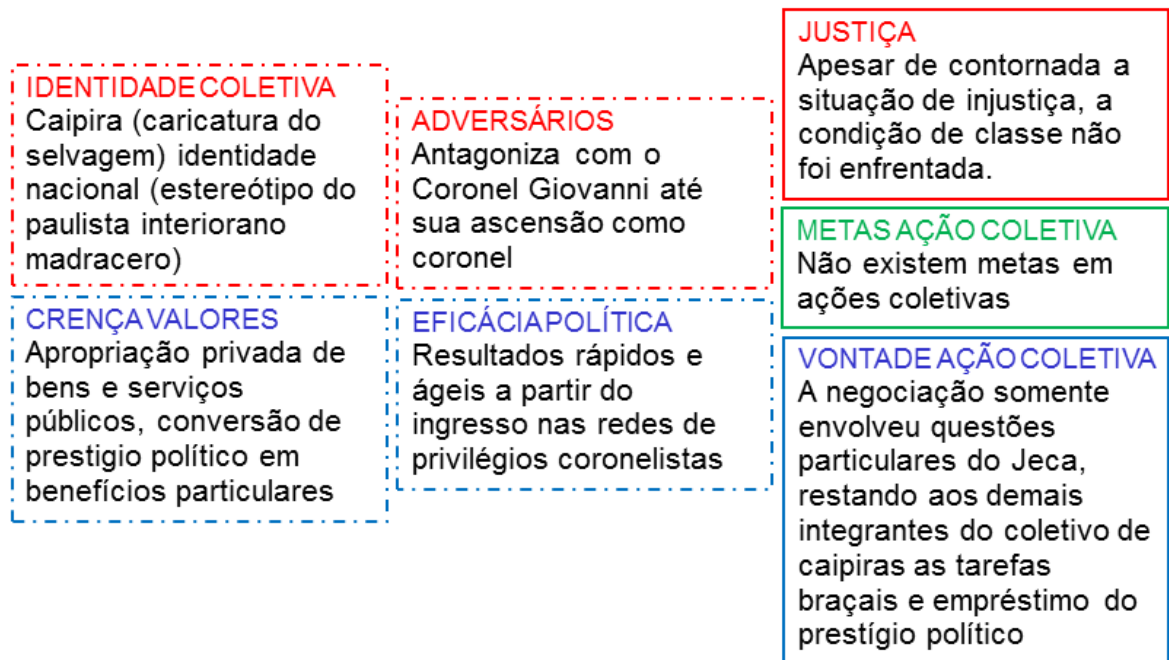 IDENTIDADE COLETIVA
Caipira (caricatura do
selvagem) identidade
nacional (estereótipo do
paulista interiorano
madracero)
CRENÇA VALORES
Apropriação privada de
bens e serviços
públicos, conversão de
prestigio político em
benefícios particulares
ADVERSÁRIOS
Antagoniza com o
Coronel Giovanni até
sua ascensão como
coronel
EFICÁCIA POLÍTICA
Resultados rápidos e
ágeis a partir do
ingresso nas redes de
privilégios coronelistas
JUSTIÇA
Apesar de contornada a
situação de injustiça, a
condição de classe não
foi enfrentada.
METAS AÇÃO COLETIVA
Não existem metas em
ações coletivas
VONTADE AÇÃO COLETIVA
A negociação somente
envolveu questões
particulares do Jeca,
restando aos demais
integrantes do coletivo de
caipiras as tarefas
braçais e empréstimo do
prestígio político